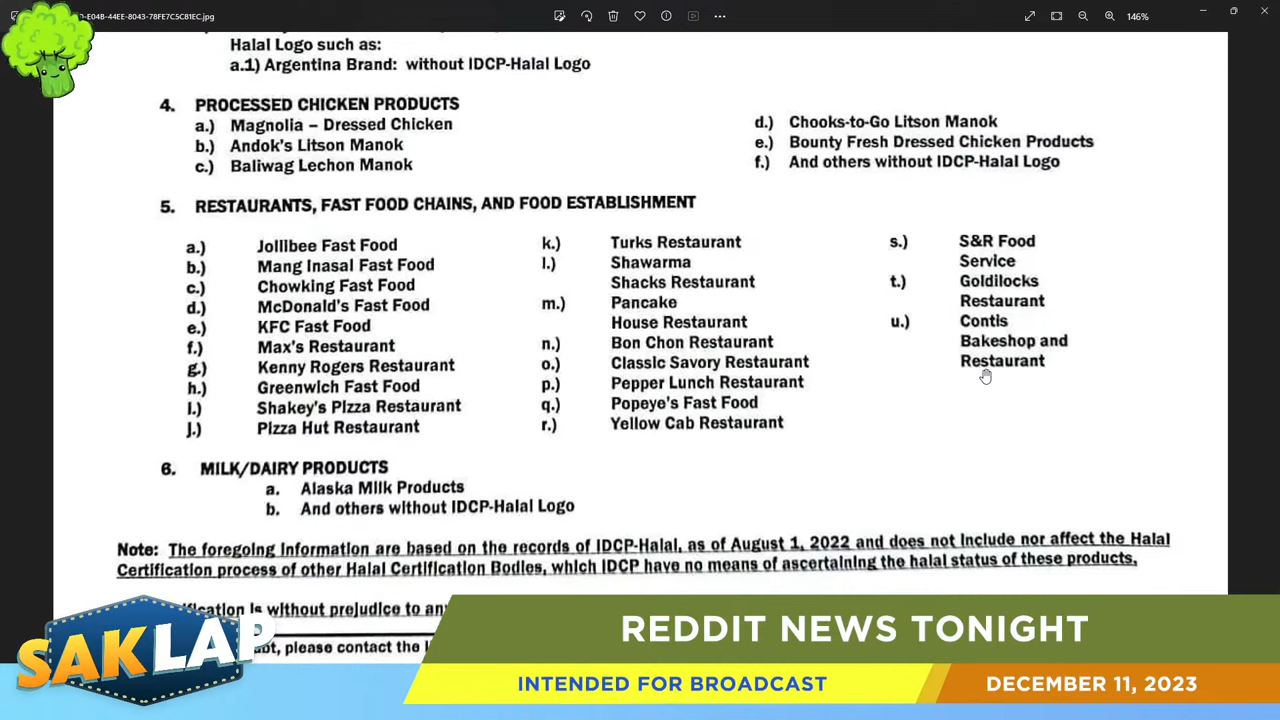 E04B-44EE-8043-78FE7C5C81EC.jpg
146%
Halal Logo such as:
a.1) Argentina Brand: without IDCP-Halal Logo
4. PROCESSED CHICKEN PRODUCTS
a.) Magnolia – Dressed Chicken
b.) Andok's Litson Manok
c.) Baliwag Lechon Manok
d.) Chooks-to-Go Litson Manok
e.) Bounty Fresh Dressed Chicken Products
f.) And others without IDCP-Halal Logo
5. RESTAURANTS, FAST FOOD CHAINS, AND FOOD ESTABLISHMENT
a.) Jollibee Fast Food
b.) Mang Inasal Fast Food
c.) Chowking Fast Food
d.) McDonald's Fast Food
e.) KFC Fast Food
f.) Max's Restaurant
g.) Kenny Rogers Restaurant
h.) Greenwich Fast Food
i.) Shakey's Pizza Restaurant
j.) Pizza Hut Restaurant
k.) Turks Restaurant
l.) Shawarma
Shacks Restaurant
m.) Pancake
House Restaurant
n.) Bon Chon Restaurant
o.) Classic Savory Restaurant
p.) Pepper Lunch Restaurant
q.) Popeye's Fast Food
r.) Yellow Cab Restaurant
s.) S&R Food
Service
t.) Goldilocks
Restaurant
u.) Contis
Bakeshop and
Restaurant
6. MILK/DAIRY PRODUCTS
a. Alaska Milk Products
b. And others without IDCP-Halal Logo
Note: The foregoing information are based on the records of IDCP-Halal, as of August 1, 2022 and does not include nor affect the Halal
Certification process of other Halal Certification Bodies, which IDCP have no means of ascertaining the halal status of these products,
is without prejudice to
please contact the
SAKLAP
REDDIT NEWS TONIGHT
INTENDED FOR BROADCAST
DECEMBER 11, 2023